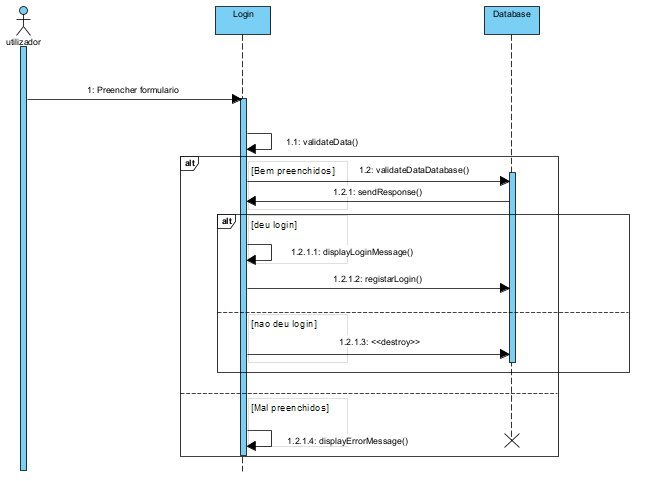 Login
Database
utilizador
1: Preencher formulario
1.1: validateData()
alt
[Bem preenchidos]
1.2: validateDataDatabase()
1.2.1: sendResponse()
alt
[deu login]
1.2.1.1: displayLoginMessage()
1.2.1.2: registarLogin()
[nao deu login]
1.2.1.3: <<destroy>>
[Mal preenchidos]
1.2.1.4: displayErrorMessage()